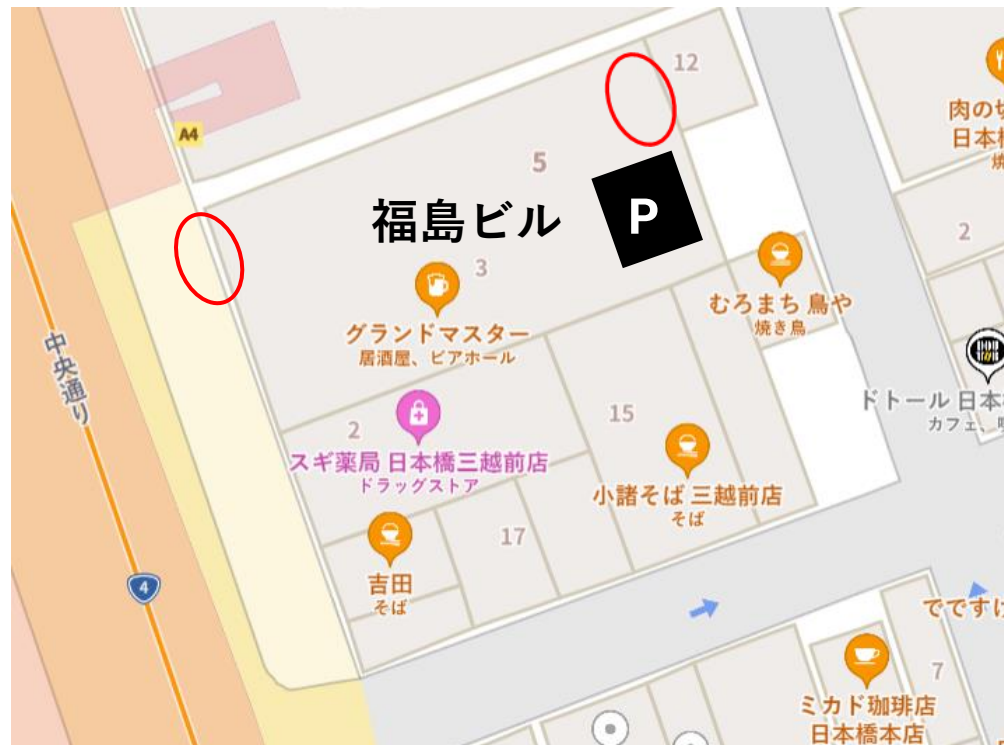 12
A4
5
福島ビル
P
3
グランドマスター
居酒屋、ビアホール
むろまち 鳥や
焼き鳥
肉の
日本
2
中央通り
2
スギ薬局 日本橋三越前店
ドラッグストア
15
小諸そば 三越前店
そば
ドトール 日本
カフェ、
17
吉田
そば
4
でですけ
ミカド珈琲店
日本橋本店
7